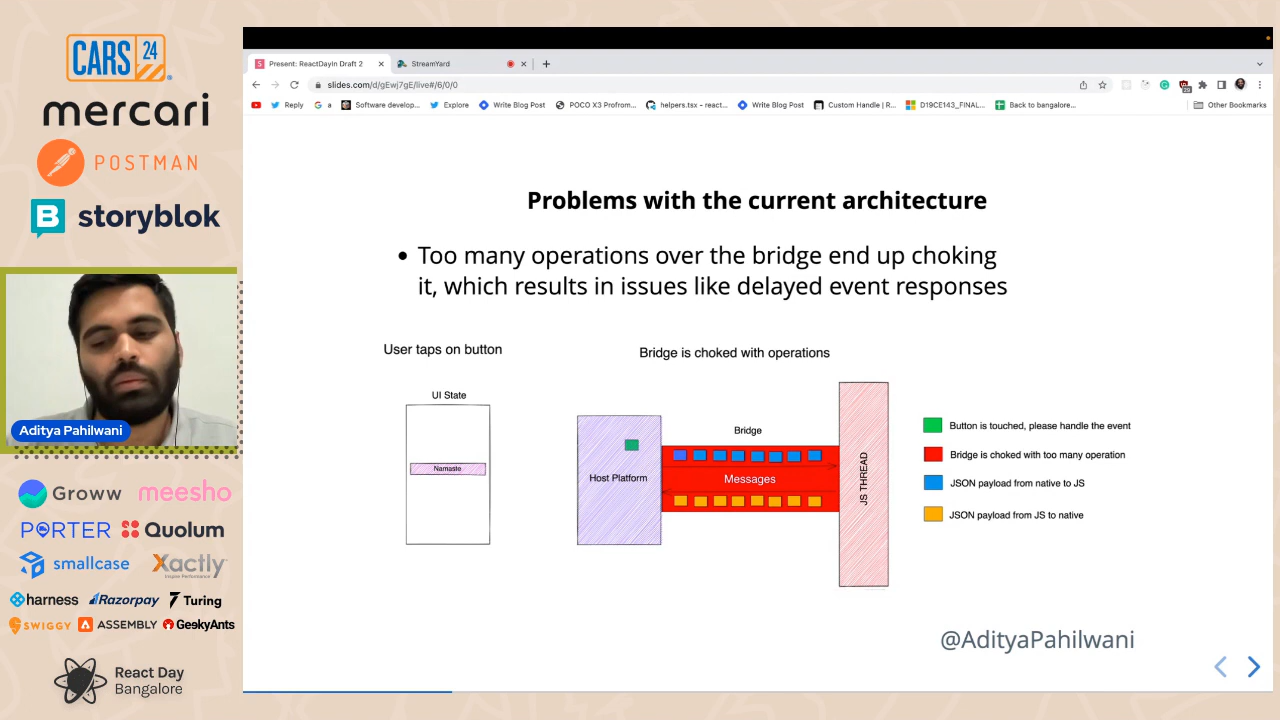 CARS 24
mercari
POSTMAN
storyblok
Aditya Pahilwani
Groww meesho
PORTER Quolum
smallcase Xactly
Inspire Performance
harness Razorpay Turing
SWIGGY ASSEMBLY GeekyAnts
React Day
Bangalore
Present: ReactDayIn Draft 2
StreamYard
slides.com/d/gEwj7gE/live#/6/0/0
Reply
a
Software develop...
Explore
Write Blog Post
POCO X3 Profrom...
helpers.tsx - react...
Write Blog Post
Custom Handle | R...
D19CE143_FINAL...
Back to bangalore...
Other Bookmarks
Problems with the current architecture
• Too many operations over the bridge end up choking
it, which results in issues like delayed event responses
User taps on button
Bridge is choked with operations
UI State
Namaste
Host Platform
Bridge
Messages
JS THREAD
Button is touched, please handle the event
Bridge is choked with too many operation
JSON payload from native to JS
JSON payload from JS to native
@AdityaPahilwani